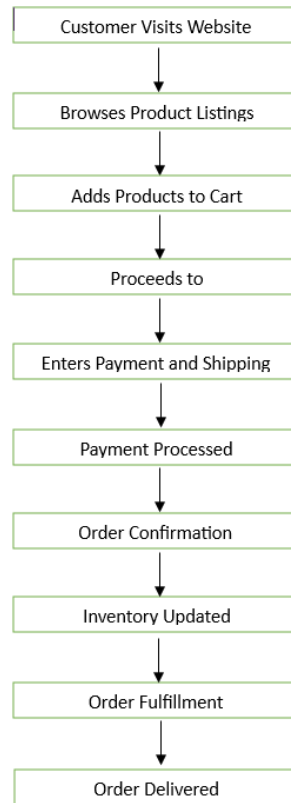 Customer Visits Website
Browses Product Listings
Adds Products to Cart
Proceeds to
Enters Payment and Shipping
Payment Processed
Order Confirmation
Inventory Updated
Order Fulfillment
Order Delivered